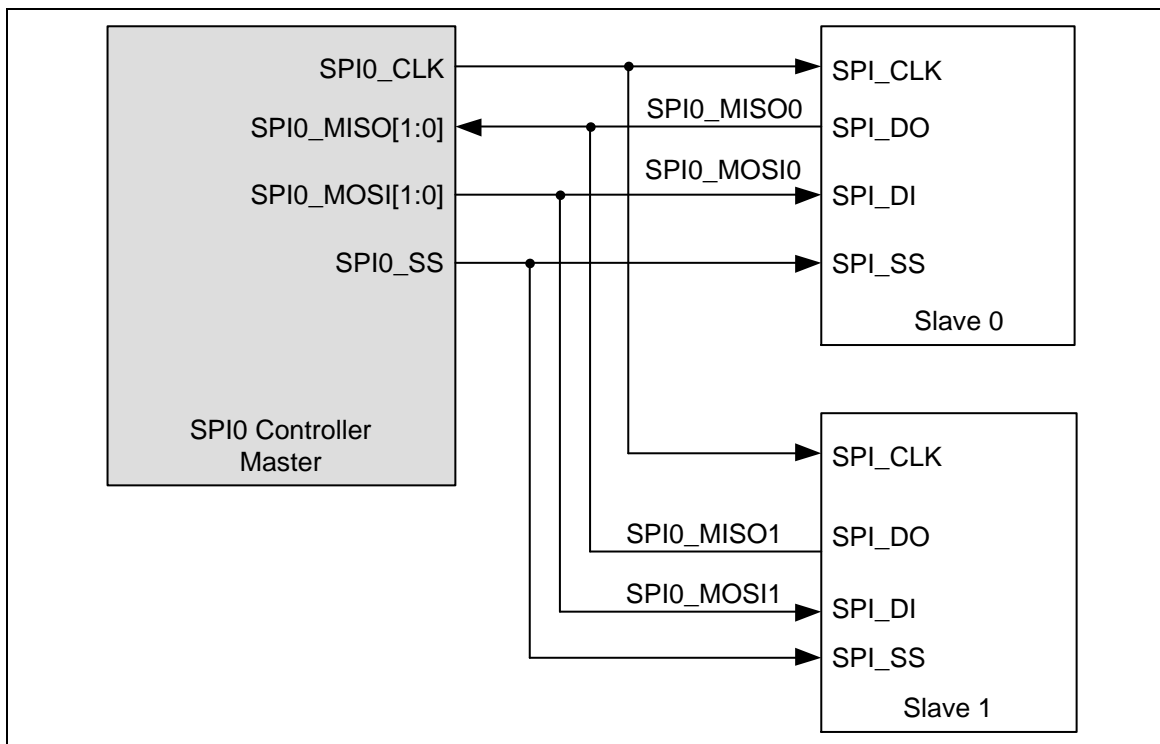 SPI0_CLK
SPI0_MISO[1:0]
SPI0_MOSI[1:0]
SPI0_SS
SPI0 Controller
Master
SPI0_MISO0
SPI0_MOSI0
SPI_CLK
SPI_DO
SPI_DI
SPI_SS
Slave 0
SPI0_MISO1
SPI0_MOSI1
SPI_CLK
SPI_DO
SPI_DI
SPI_SS
Slave 1